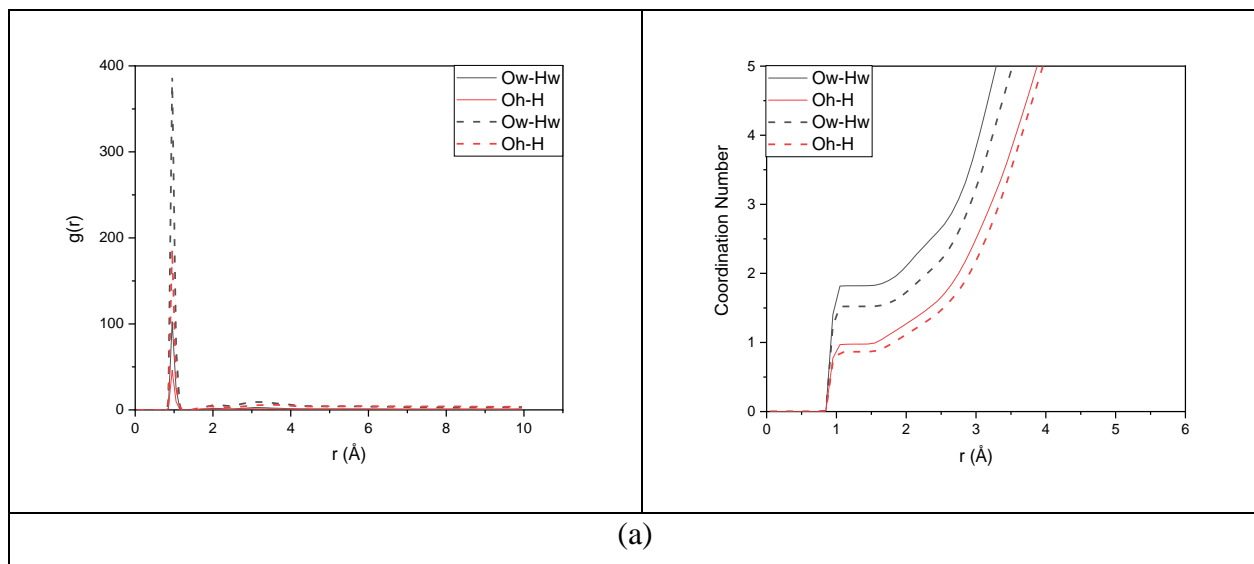 400
300
200
100
0
g(r)
0 2 4 6 8 10
r (Å)
Ow-Hw
Oh-H
Ow-Hw
Oh-H
5
4
3
2
1
0
Coordination Number
0 1 2 3 4 5 6
r (Å)
Ow-Hw
Oh-H
Ow-Hw
Oh-H
(a)